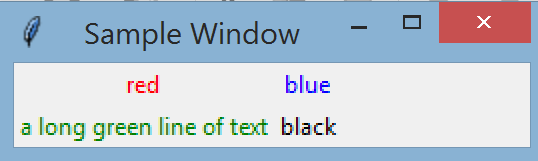 Sample Window
red blue
a long green line of text black